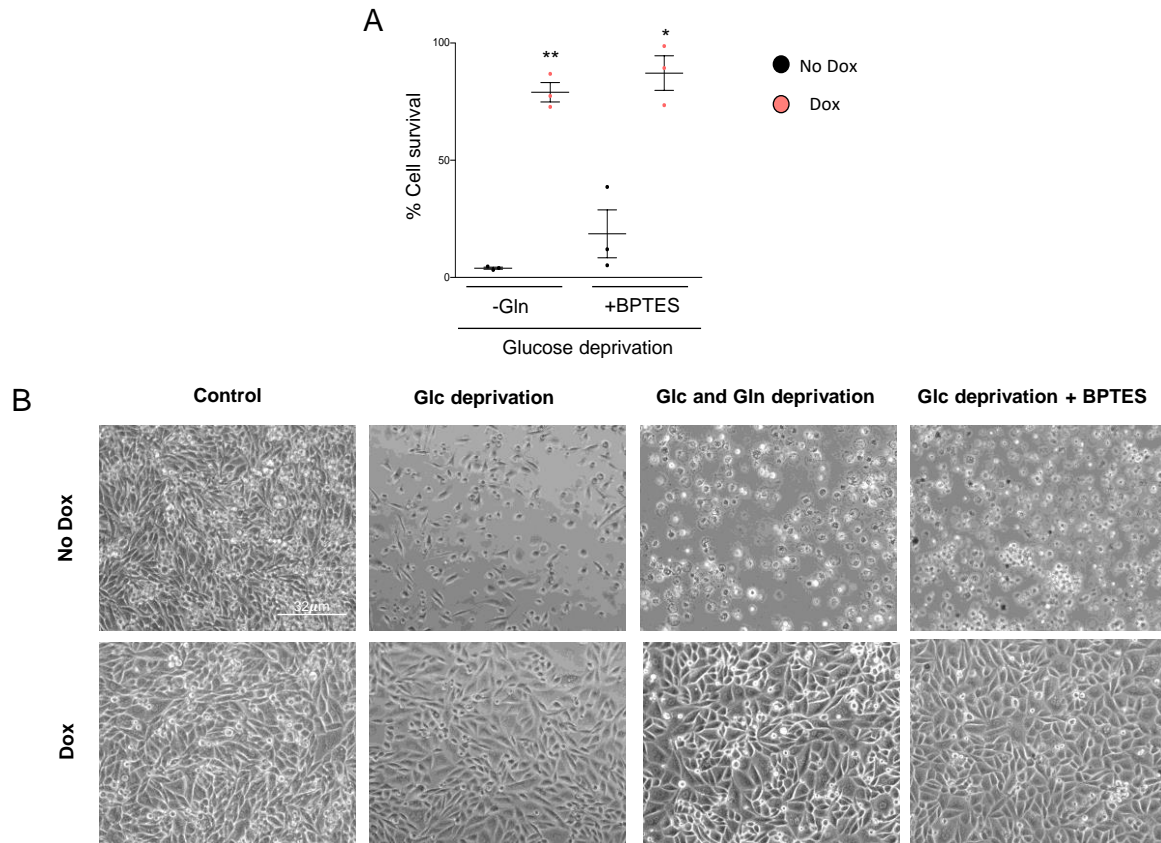 A
100
**
*
No Dox
Dox
50
% Cell survival
0
-Gln
+BPTES
Glucose deprivation
B
Control
Glc deprivation
Glc and Gln deprivation
Glc deprivation + BPTES
No Dox
32µm
Dox